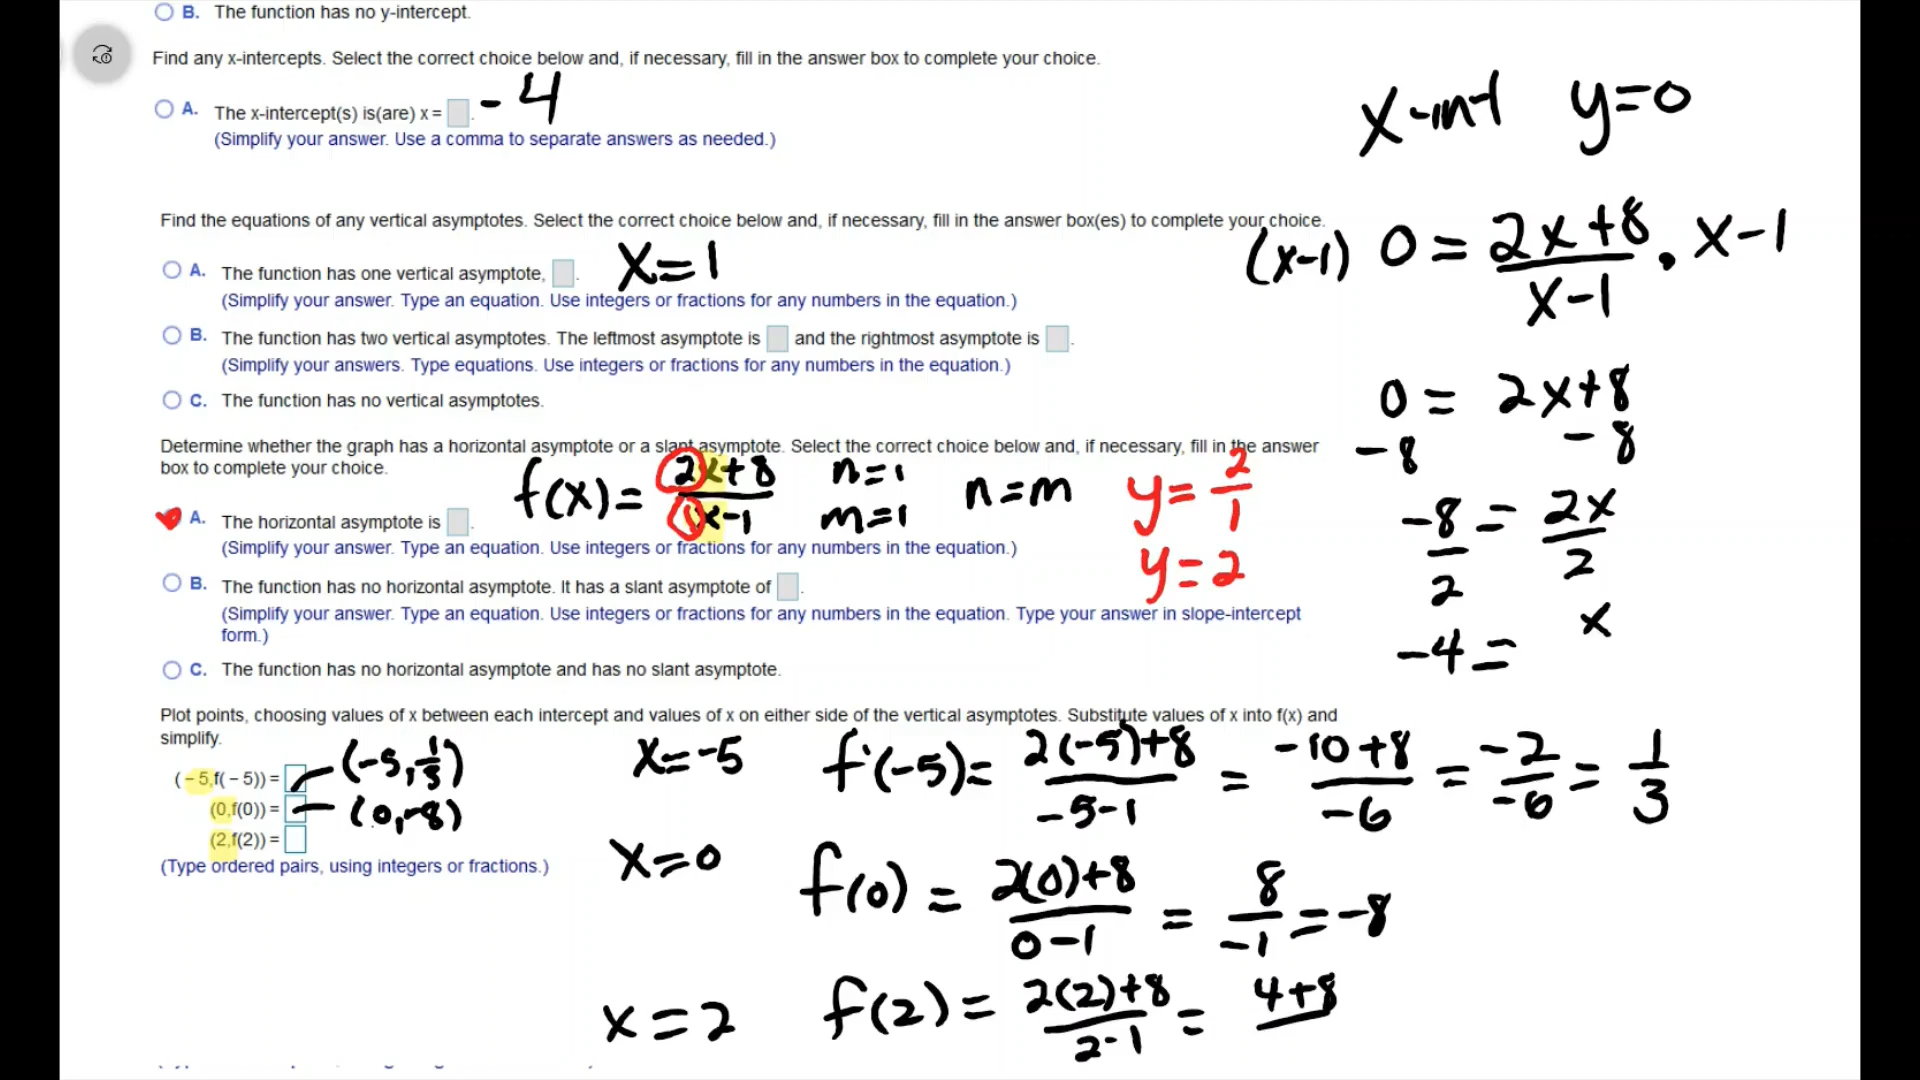 B. The function has no y-intercept.
Find any x-intercepts. Select the correct choice below and, if necessary, fill in the answer box to complete your choice.
A. The x-intercept(s) is(are) x = . -4
(Simplify your answer. Use a comma to separate answers as needed.)
x-int y=0
Find the equations of any vertical asymptotes. Select the correct choice below and, if necessary, fill in the answer box(es) to complete your choice.
(x-1) 0 = (2x+8)/(x-1) · x-1
A. The function has one vertical asymptote, . x=1
(Simplify your answer. Type an equation. Use integers or fractions for any numbers in the equation.)
B. The function has two vertical asymptotes. The leftmost asymptote is and the rightmost asymptote is .
(Simplify your answers. Type equations. Use integers or fractions for any numbers in the equation.)
C. The function has no vertical asymptotes.
0 = 2x+8
-8 -8
Determine whether the graph has a horizontal asymptote or a slant asymptote. Select the correct choice below and, if necessary, fill in the answer
box to complete your choice.
f(x) = (2x+8)/(1x-1) n=1 m=1 n=m y=2/1
y=2
-8/2 = 2x/2
-4 = x
A. The horizontal asymptote is .
(Simplify your answer. Type an equation. Use integers or fractions for any numbers in the equation.)
B. The function has no horizontal asymptote. It has a slant asymptote of .
(Simplify your answer. Type an equation. Use integers or fractions for any numbers in the equation. Type your answer in slope-intercept
form.)
C. The function has no horizontal asymptote and has no slant asymptote.
Plot points, choosing values of x between each intercept and values of x on either side of the vertical asymptotes. Substitute values of x into f(x) and
simplify.
(-5,f(-5)) = (-5, 1/3)
(0,f(0)) = (0,-8)
(2,f(2)) =
(Type ordered pairs, using integers or fractions.)
x=-5 f(-5) = (2(-5)+8)/(-5-1) = (-10+8)/(-6) = -2/-6 = 1/3
x=0 f(0) = (2(0)+8)/(0-1) = 8/-1 = -8
x=2 f(2) = (2(2)+8)/(2-1) = 4+8